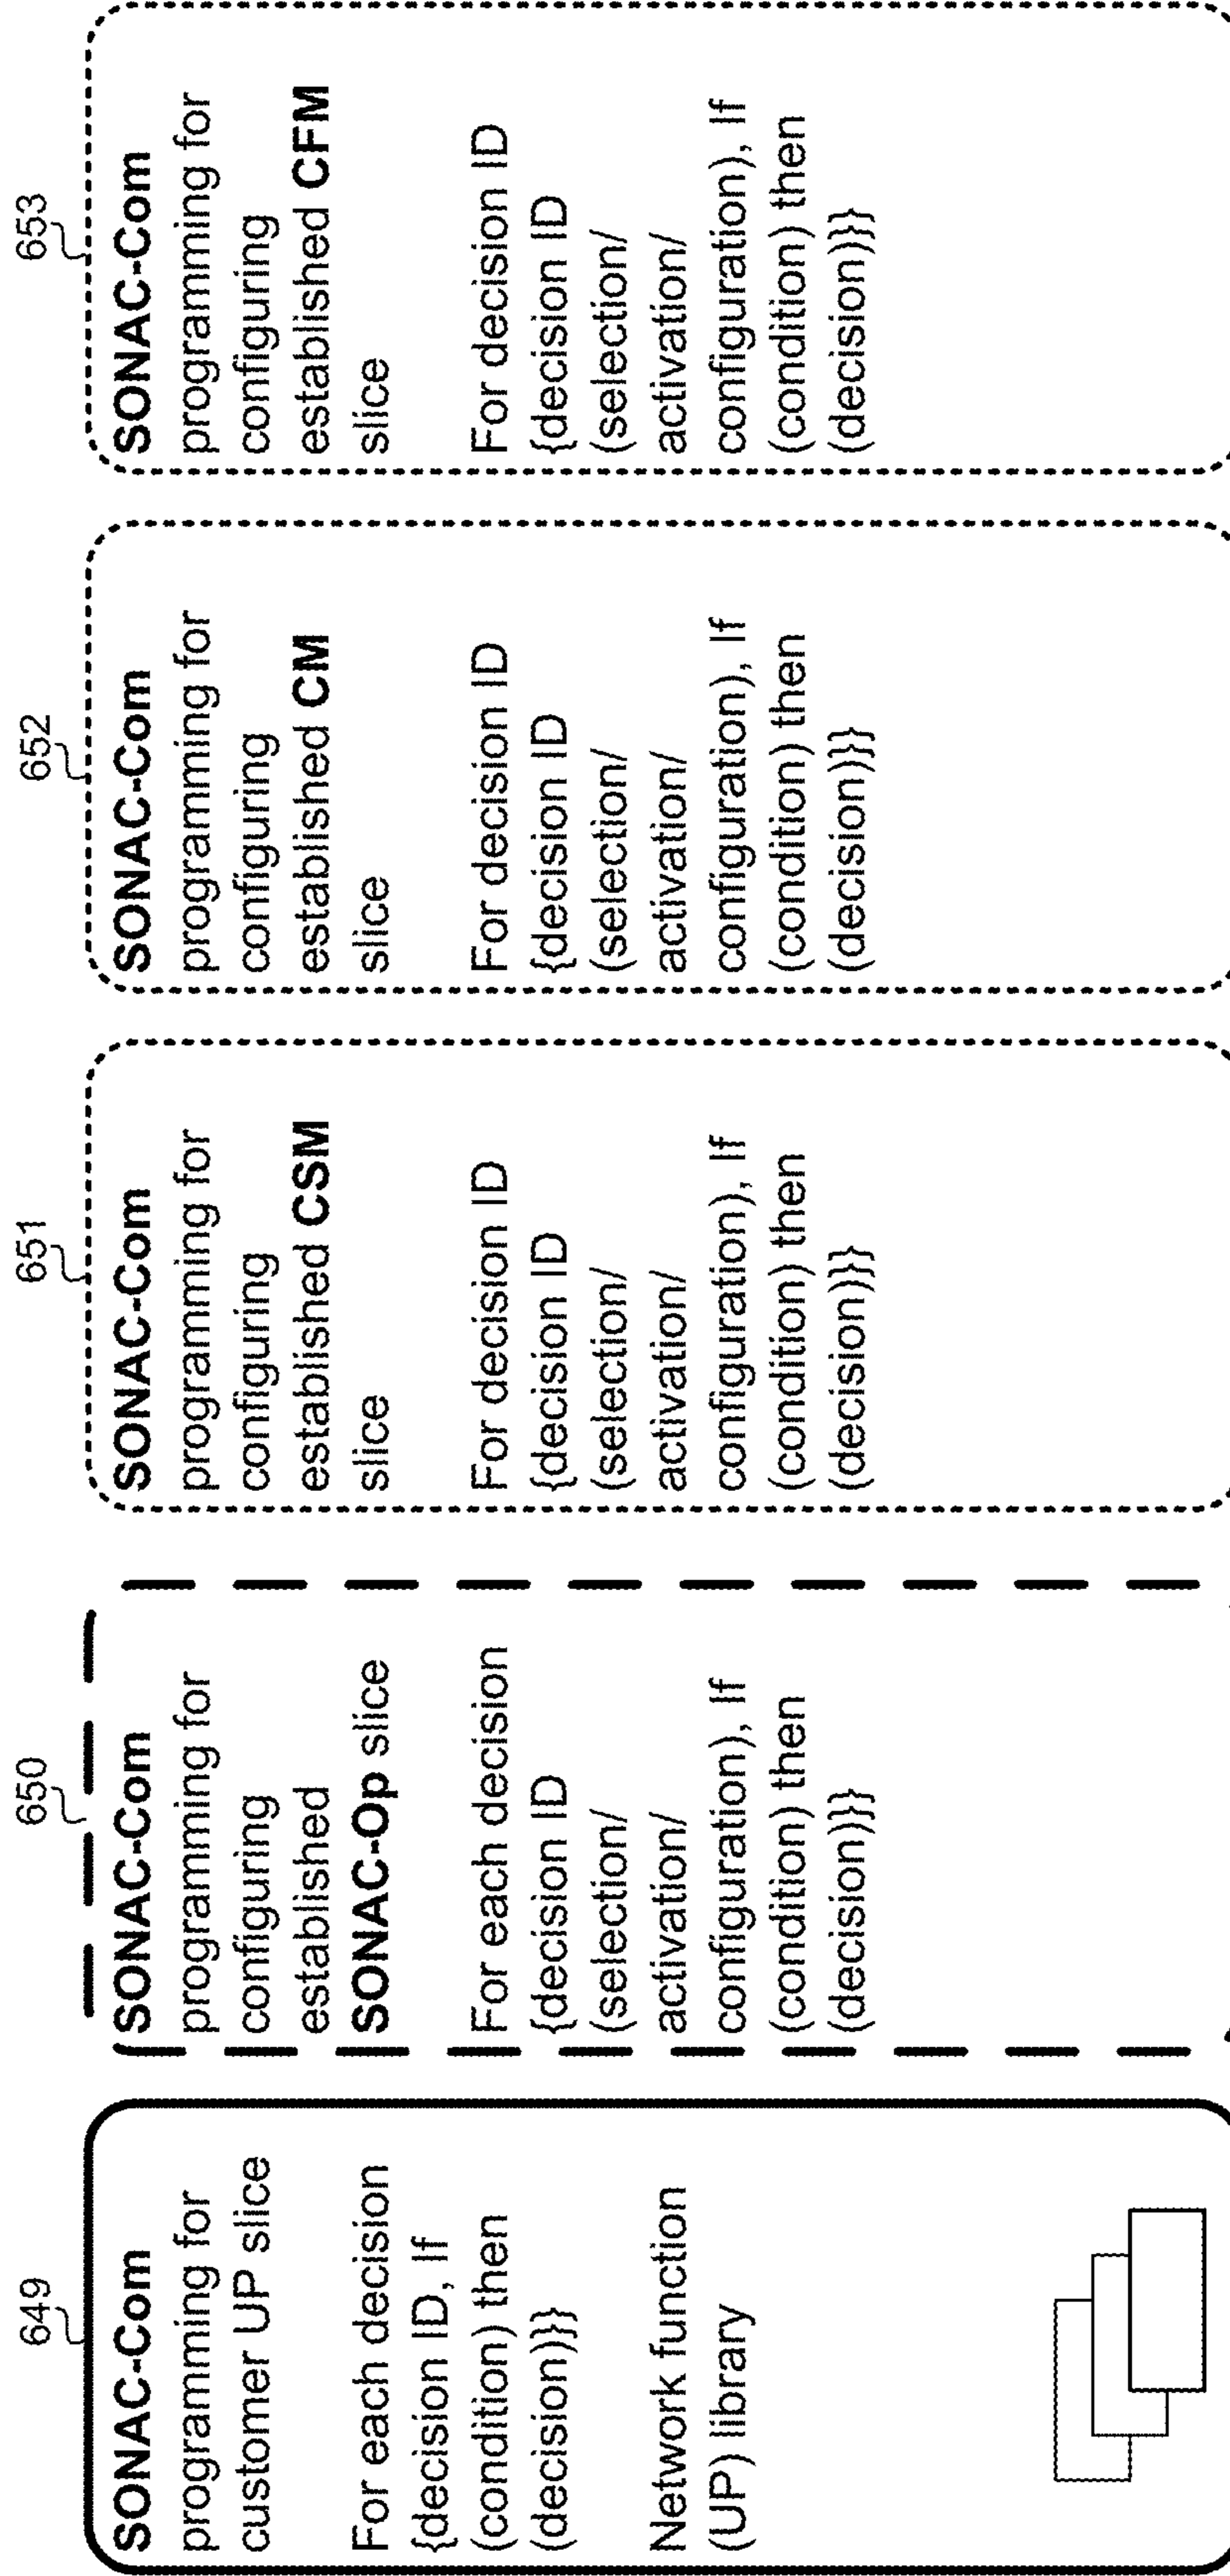 649
SONAC-Com
programming for
customer UP slice
For each decision
{decision ID, If
(condition) then
(decision)}}
Network function
(UP) library
650
SONAC-Com
programming for
configuring
established
SONAC-Op slice
For each decision
{decision ID
(selection/
activation/
configuration), If
(condition) then
(decision)}}
651
SONAC-Com
programming for
configuring
established CSM
slice
For decision ID
{decision ID
(selection/
activation/
configuration), If
(condition) then
(decision)}}
652
SONAC-Com
programming for
configuring
established CM
slice
For decision ID
{decision ID
(selection/
activation/
configuration), If
(condition) then
(decision)}}
653
SONAC-Com
programming for
configuring
established CFM
slice
For decision ID
{decision ID
(selection/
activation/
configuration), If
(condition) then
(decision)}}